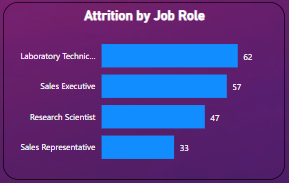 Attrition by Job Role
Laboratory Technic... 62
Sales Executive 57
Research Scientist 47
Sales Representative 33